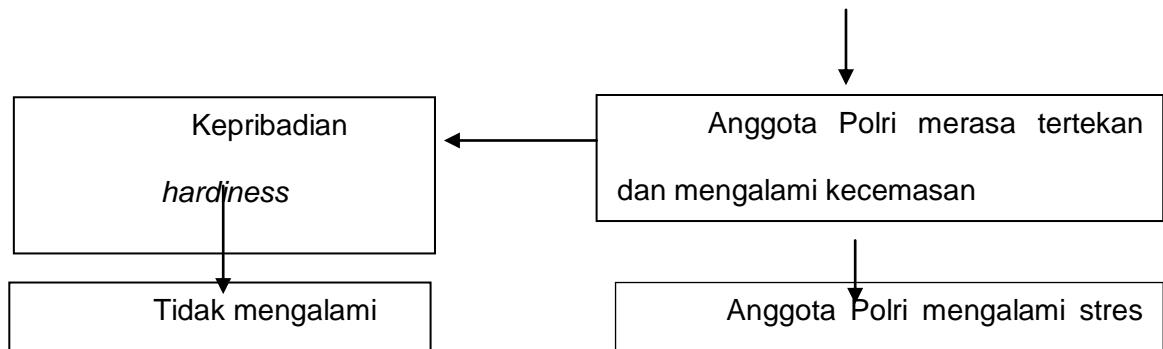 Kepribadian
hardiness
Anggota Polri merasa tertekan
dan mengalami kecemasan
Tidak mengalami
Anggota Polri mengalami stres